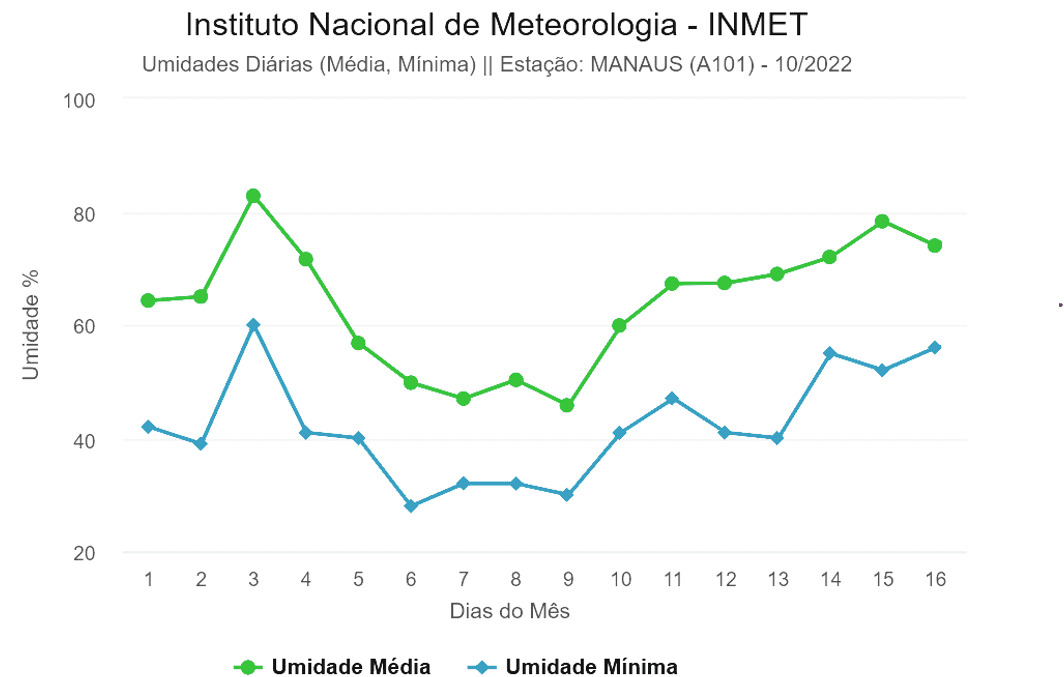 Instituto Nacional de Meteorologia - INMET
Umidades Diárias (Média, Mínima) || Estação: MANAUS (A101) - 10/2022
100
80
60
40
20
Umidade %
1 2 3 4 5 6 7 8 9 10 11 12 13 14 15 16
Dias do Mês
Umidade Média Umidade Mínima